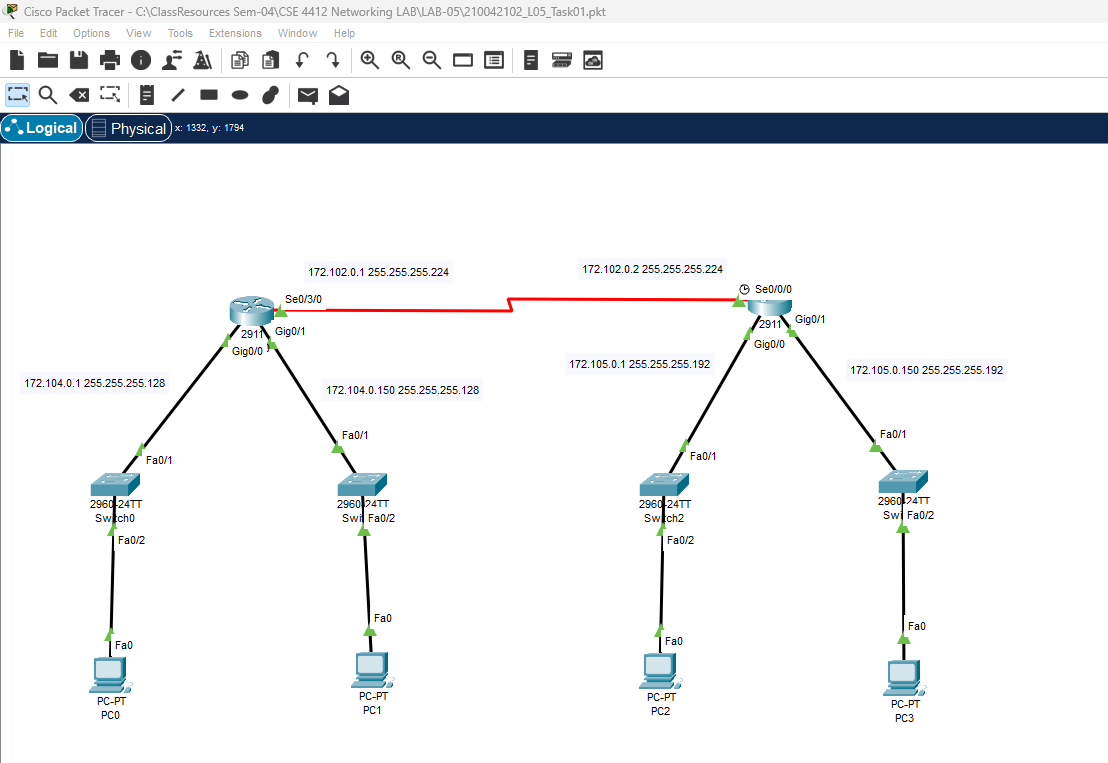 Cisco Packet Tracer - C:\ClassResources Sem-04\CSE 4412 Networking LAB\LAB-05\210042102_L05_Task01.pkt
File Edit Options View Tools Extensions Window Help
Logical Physical x: 1332, y: 1794
172.102.0.1 255.255.255.224
172.102.0.2 255.255.255.224
Se0/3/0
Se0/0/0
2911
Gig0/1
Gig0/0
2911
Gig0/1
Gig0/0
172.104.0.1 255.255.255.128
172.104.0.150 255.255.255.128
172.105.0.1 255.255.255.192
172.105.0.150 255.255.255.192
Fa0/1
Fa0/1
Fa0/1
Fa0/1
2960-24TT
Switch0
Fa0/2
2960-24TT
Swi Fa0/2
2960-24TT
Switch2
Fa0/2
2960-24TT
Swi Fa0/2
Fa0
Fa0
Fa0
Fa0
PC-PT
PC0
PC-PT
PC1
PC-PT
PC2
PC-PT
PC3